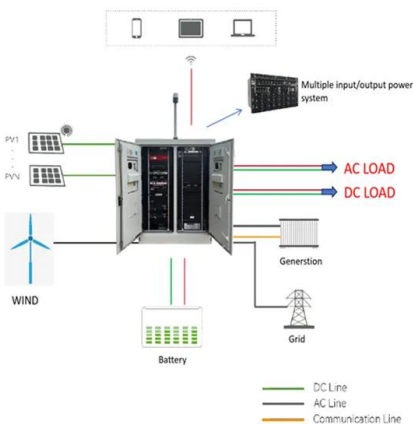 Multiple input/output power
system
PV1
PVN
AC LOAD
DC LOAD
WIND
Generstion
Grid
Battery
DC Line
AC Line
Communication Line